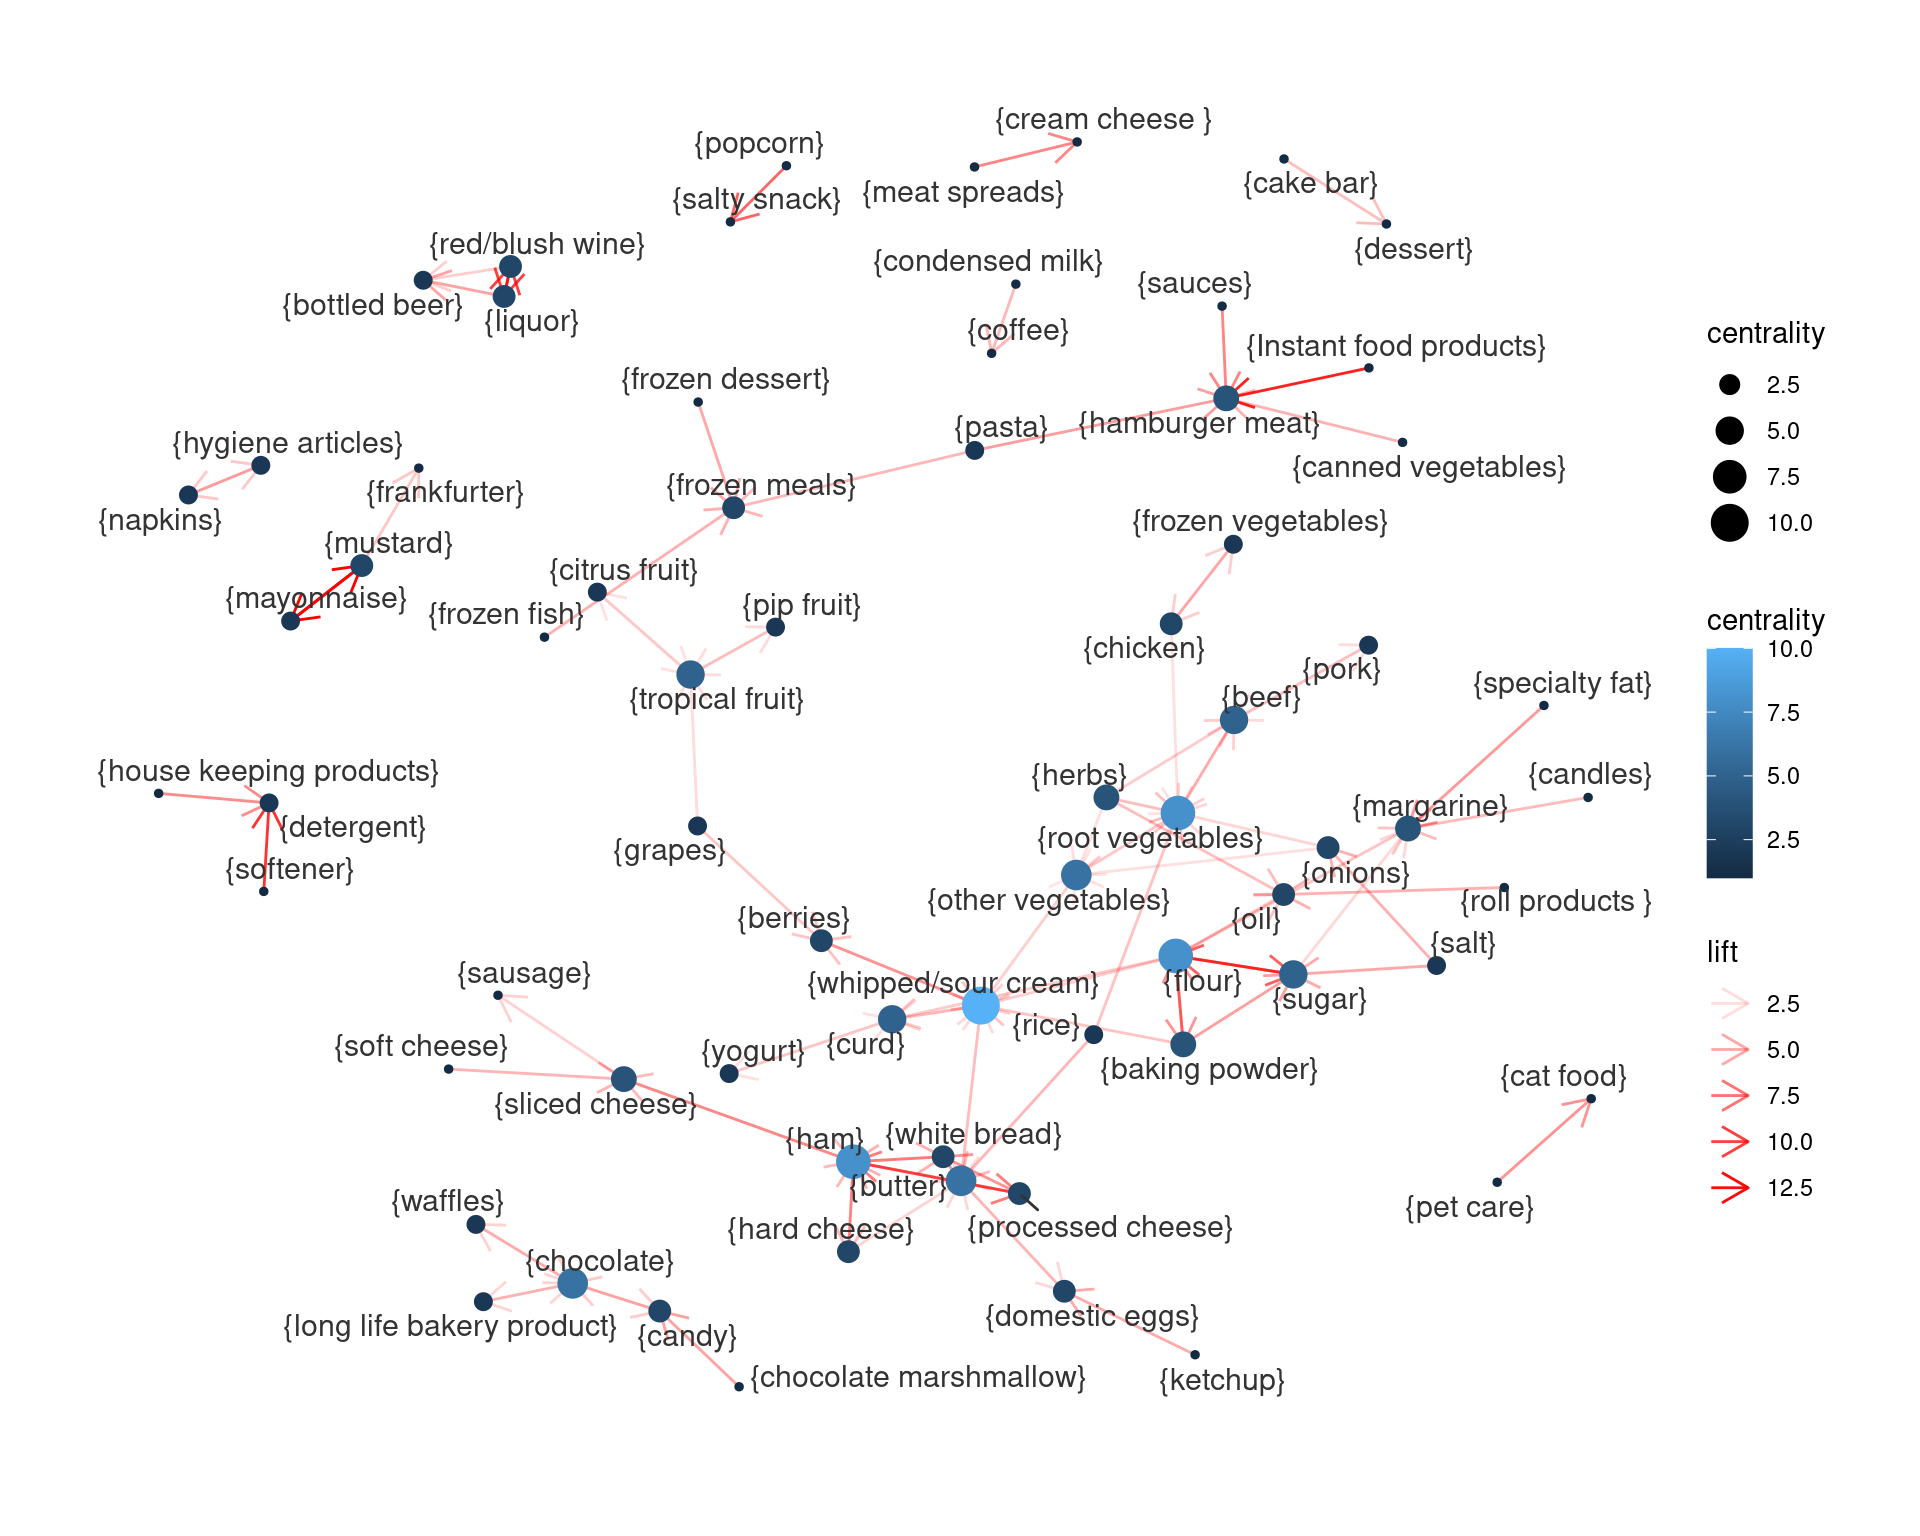 {cream cheese }
{popcorn}
{meat spreads}
{salty snack}
{cake bar}
{dessert}
{red/blush wine}
{bottled beer}
{liquor}
{condensed milk}
{coffee}
{sauces}
{Instant food products}
{hamburger meat}
{canned vegetables}
{frozen dessert}
{pasta}
{frozen meals}
{hygiene articles}
{napkins}
{frankfurter}
{mustard}
{mayonnaise}
{citrus fruit}
{frozen fish}
{pip fruit}
{tropical fruit}
{frozen vegetables}
{chicken}
{pork}
{beef}
{specialty fat}
{herbs}
{candles}
{margarine}
{root vegetables}
{onions}
{other vegetables}
{roll products }
{oil}
{salt}
{house keeping products}
{detergent}
{softener}
{grapes}
{berries}
{whipped/sour cream}
{flour}
{sugar}
{rice}
{curd}
{yogurt}
{baking powder}
{sausage}
{soft cheese}
{sliced cheese}
{cat food}
{pet care}
{ham}
{white bread}
{butter}
{hard cheese}
{processed cheese}
{waffles}
{chocolate}
{long life bakery product}
{candy}
{domestic eggs}
{chocolate marshmallow}
{ketchup}
centrality
2.5
5.0
7.5
10.0
centrality
10.0
7.5
5.0
2.5
lift
2.5
5.0
7.5
10.0
12.5